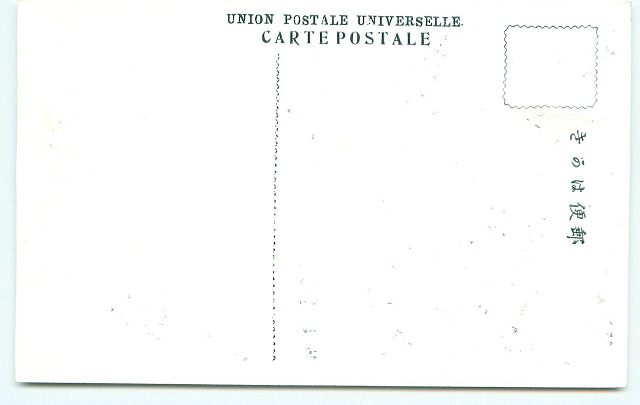 UNION POSTALE UNIVERSELLE.
CARTE POSTALE
郵便はかき